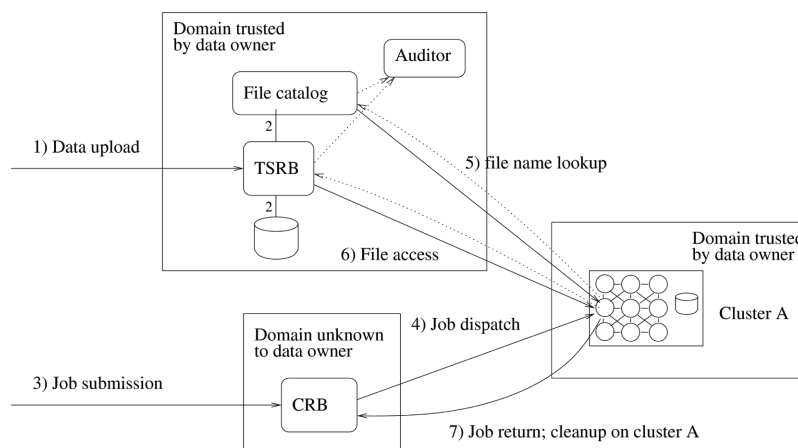 Domain trusted
by data owner
Auditor
File catalog
2
1) Data upload
TSRB
5) file name lookup
2
6) File access
Domain trusted
by data owner
Cluster A
4) Job dispatch
Domain unknown
to data owner
3) Job submission
CRB
7) Job return; cleanup on cluster A